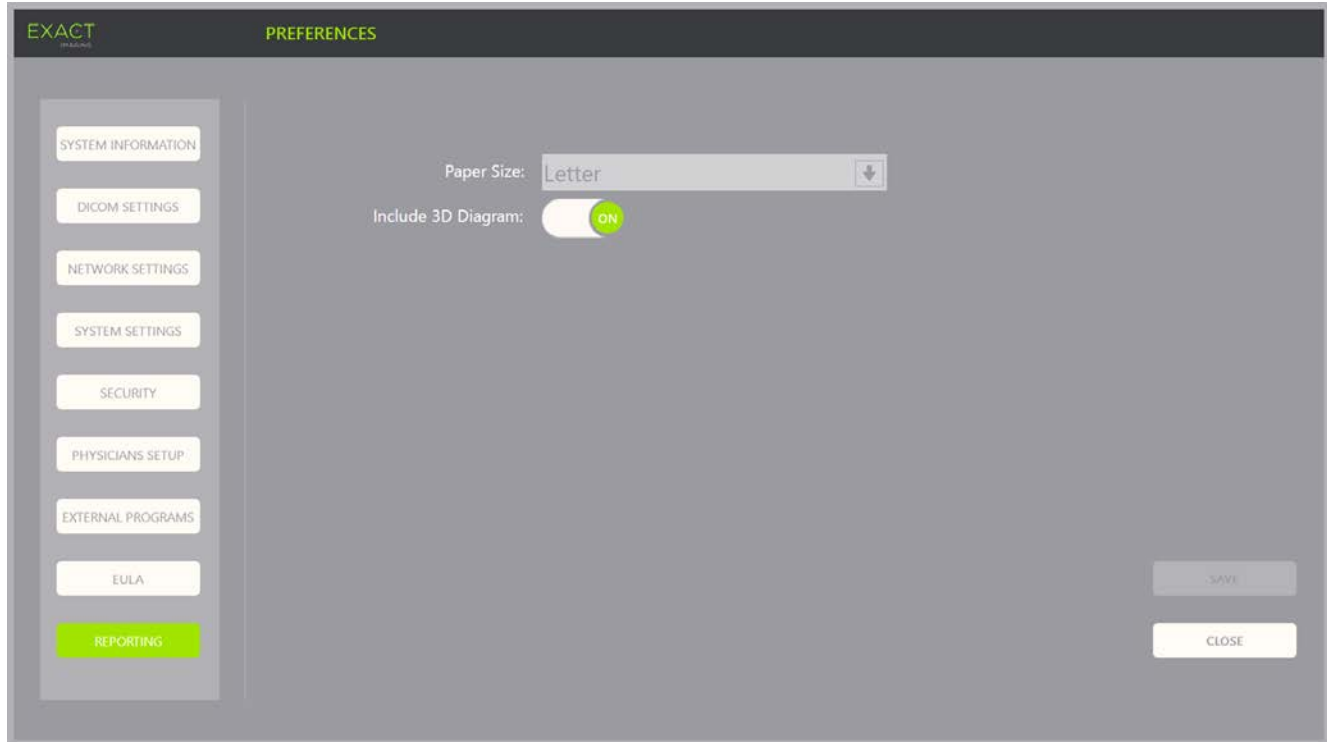 EXACT
IMAGING
PREFERENCES
SYSTEM INFORMATION
DICOM SETTINGS
NETWORK SETTINGS
SYSTEM SETTINGS
SECURITY
PHYSICIANS SETUP
EXTERNAL PROGRAMS
EULA
REPORTING
Paper Size:
Letter
Include 3D Diagram:
ON
SAVE
CLOSE